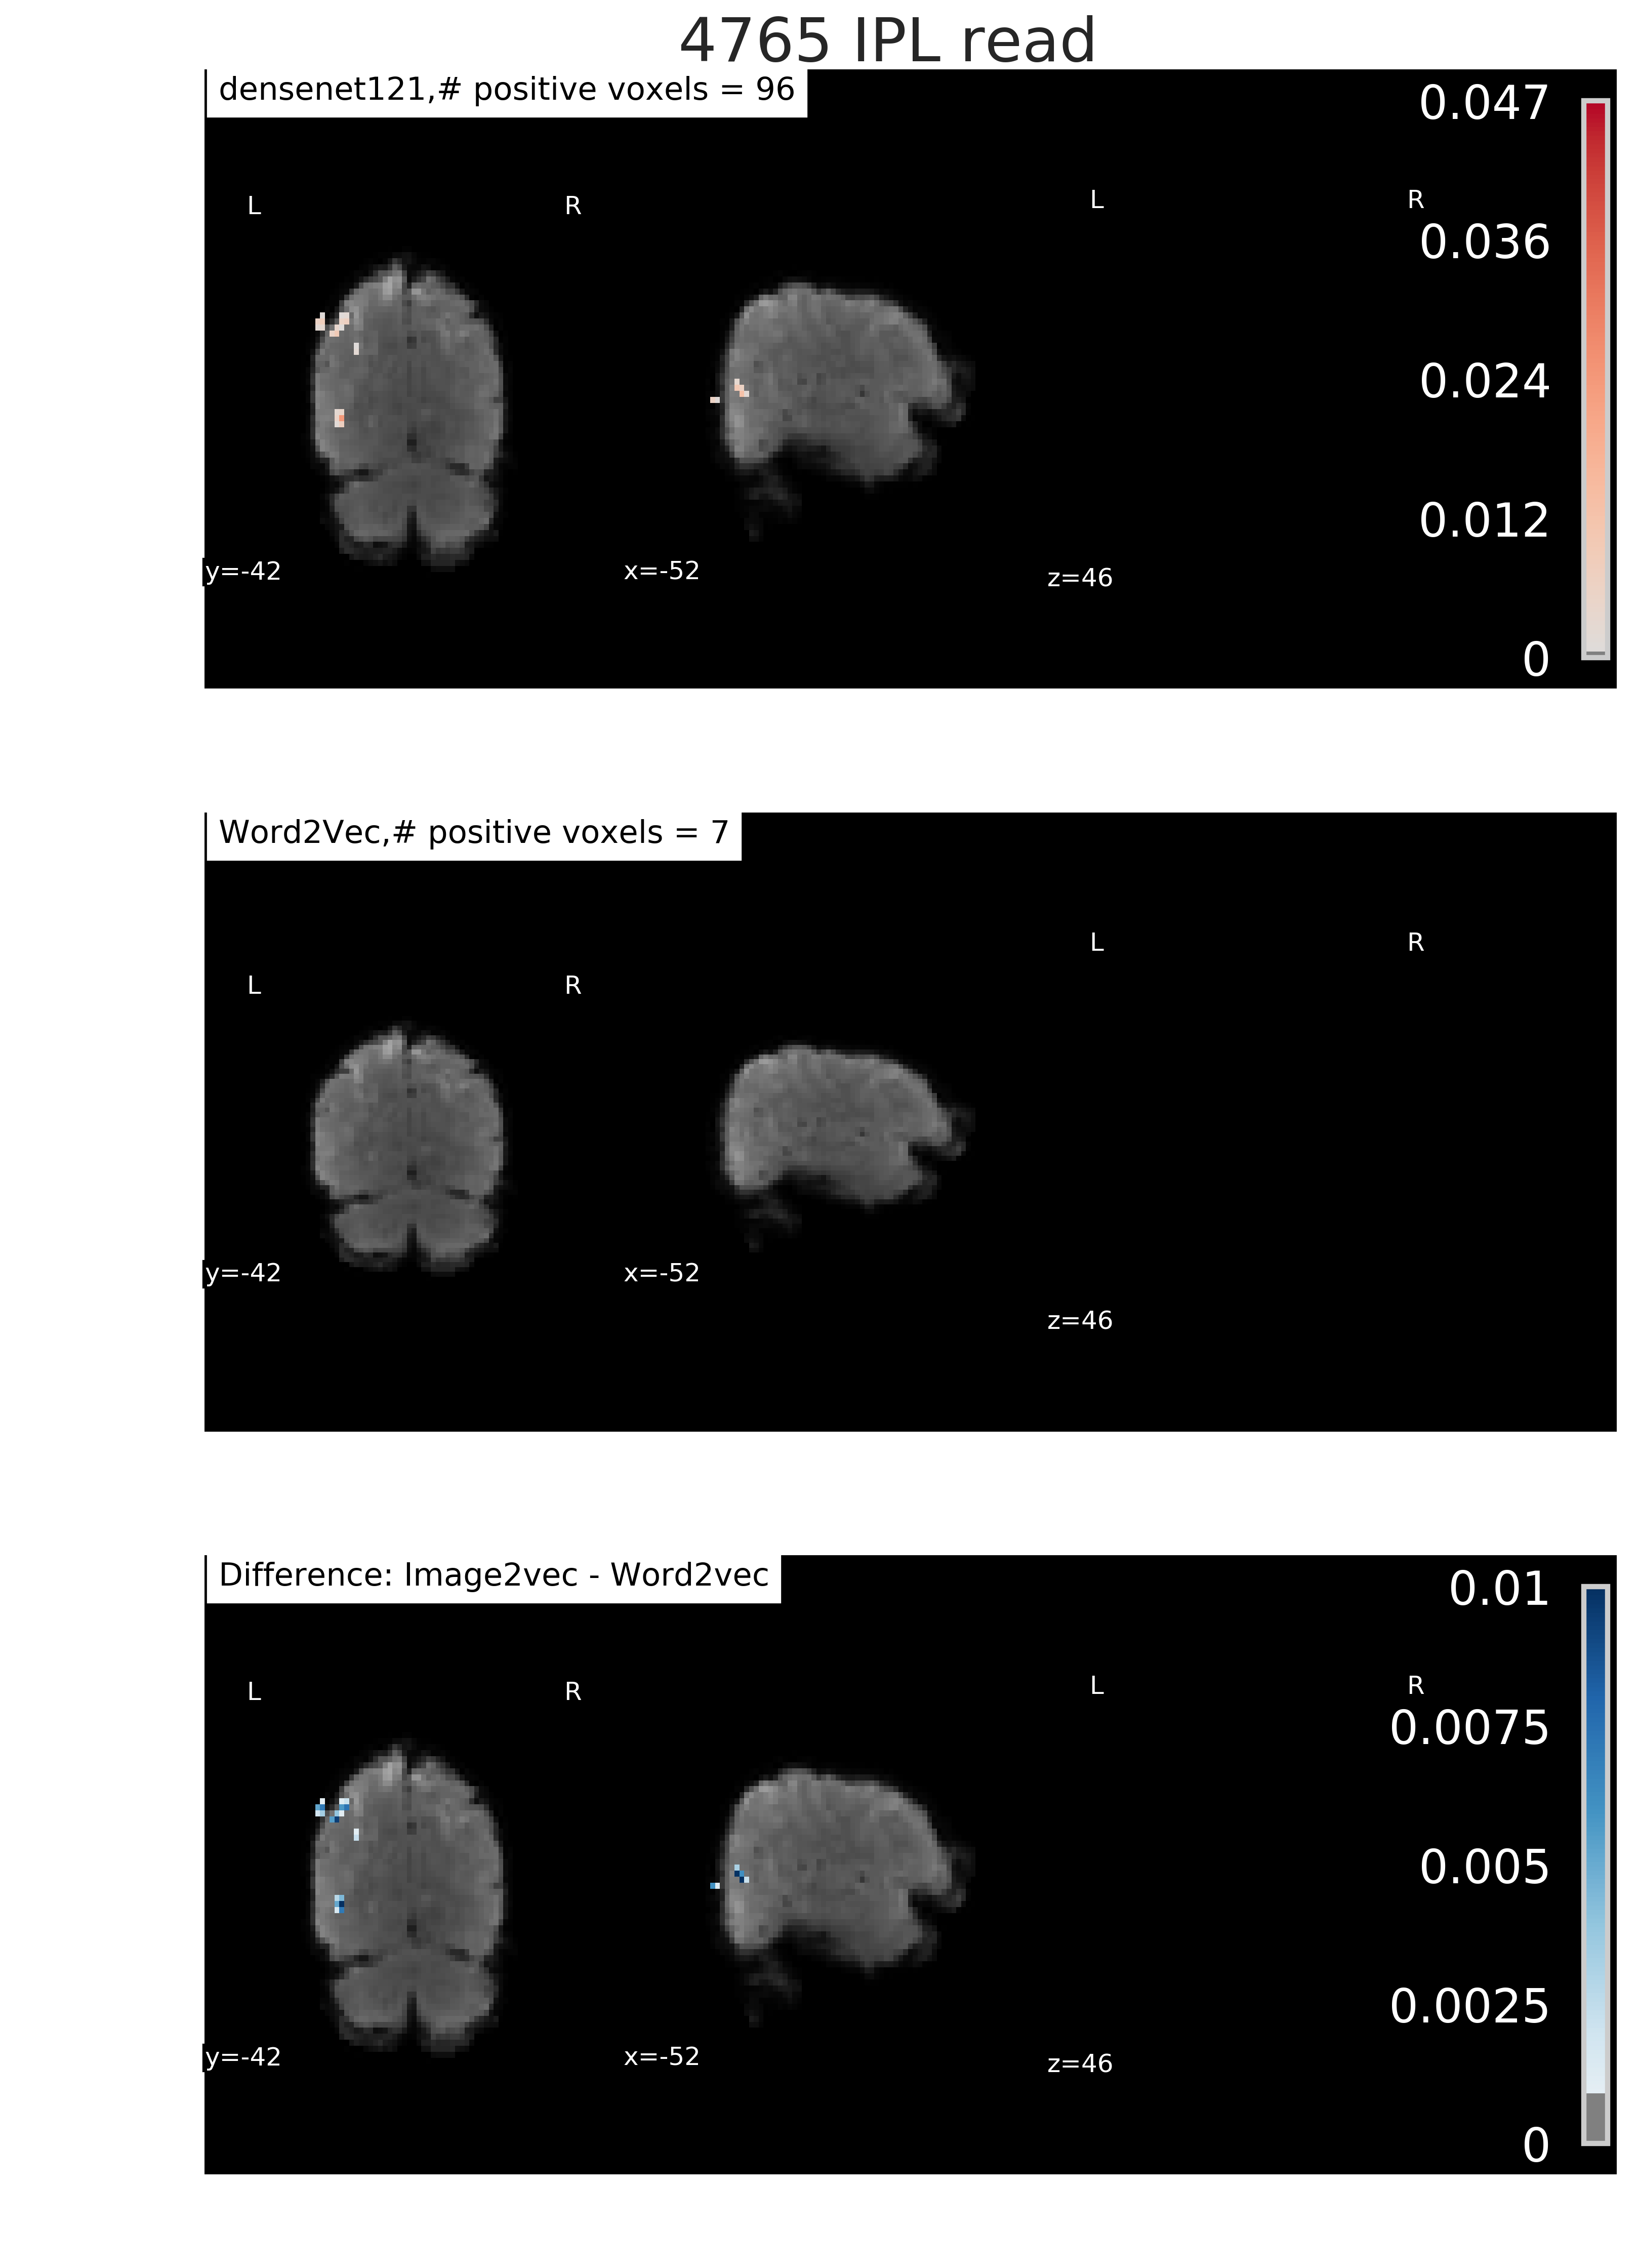 4765 IPL read
densenet121,# positive voxels = 96
0.047
L R L R
0.036
0.024
0.012
y=-42 x=-52 z=46
0
Word2Vec,# positive voxels = 7
L R
L R
y=-42 x=-52
z=46
Difference: Image2vec - Word2vec
0.01
L R L R
0.0075
0.005
0.0025
y=-42 x=-52 z=46
0